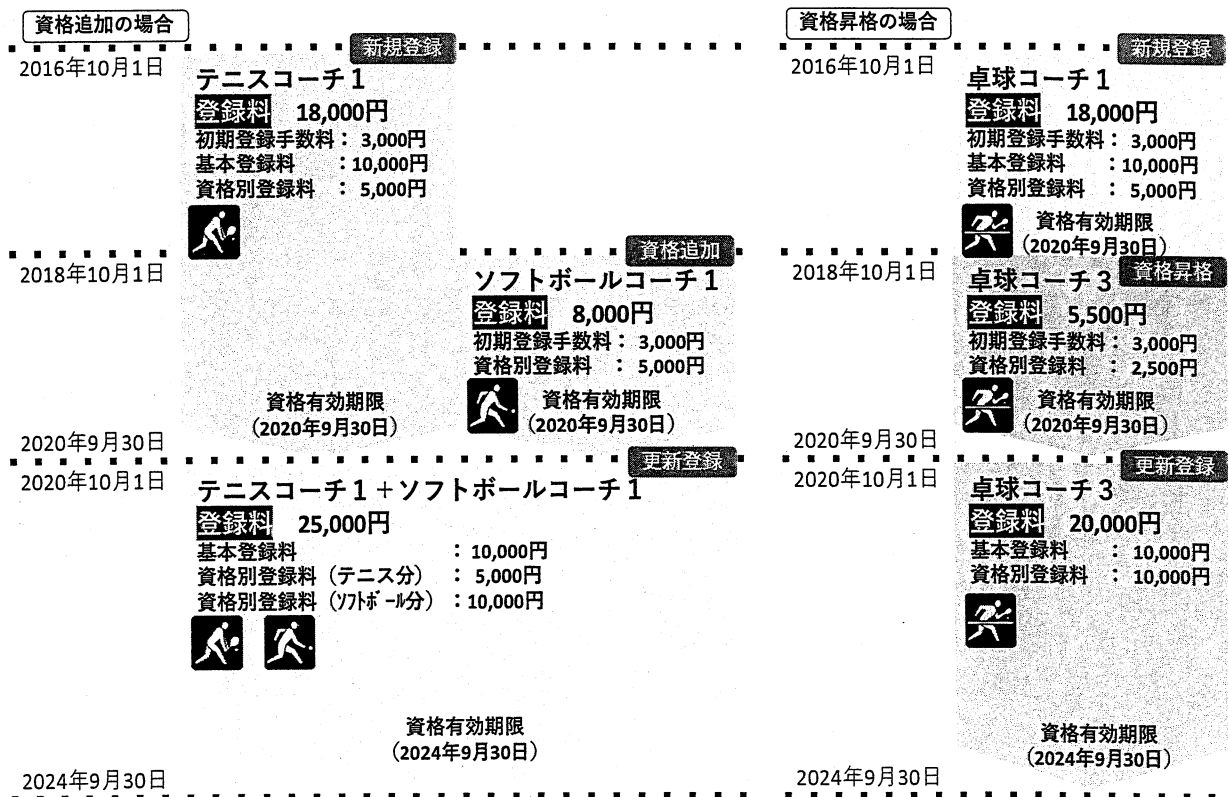 資格追加の場合
新規登録
2016年10月1日
テニスコーチ1
登録料 18,000円
初期登録手数料： 3,000円
基本登録料 ：10,000円
資格別登録料 ： 5,000円
資格追加
2018年10月1日
ソフトボールコーチ1
登録料 8,000円
初期登録手数料： 3,000円
資格別登録料 ： 5,000円
資格有効期限
（2020年9月30日）
資格有効期限
（2020年9月30日）
2020年9月30日
更新登録
2020年10月1日
テニスコーチ1＋ソフトボールコーチ1
登録料 25,000円
基本登録料 ：10,000円
資格別登録料（テニス分） ： 5,000円
資格別登録料（ｿﾌﾄﾎﾞｰﾙ分）：10,000円
資格有効期限
（2024年9月30日）
2024年9月30日
資格昇格の場合
新規登録
2016年10月1日
卓球コーチ1
登録料 18,000円
初期登録手数料： 3,000円
基本登録料 ：10,000円
資格別登録料 ： 5,000円
資格有効期限
（2020年9月30日）
2018年10月1日
卓球コーチ3 資格昇格
登録料 5,500円
初期登録手数料： 3,000円
資格別登録料 ： 2,500円
資格有効期限
（2020年9月30日）
2020年9月30日
更新登録
2020年10月1日
卓球コーチ3
登録料 20,000円
基本登録料 ：10,000円
資格別登録料 ：10,000円
資格有効期限
（2024年9月30日）
2024年9月30日